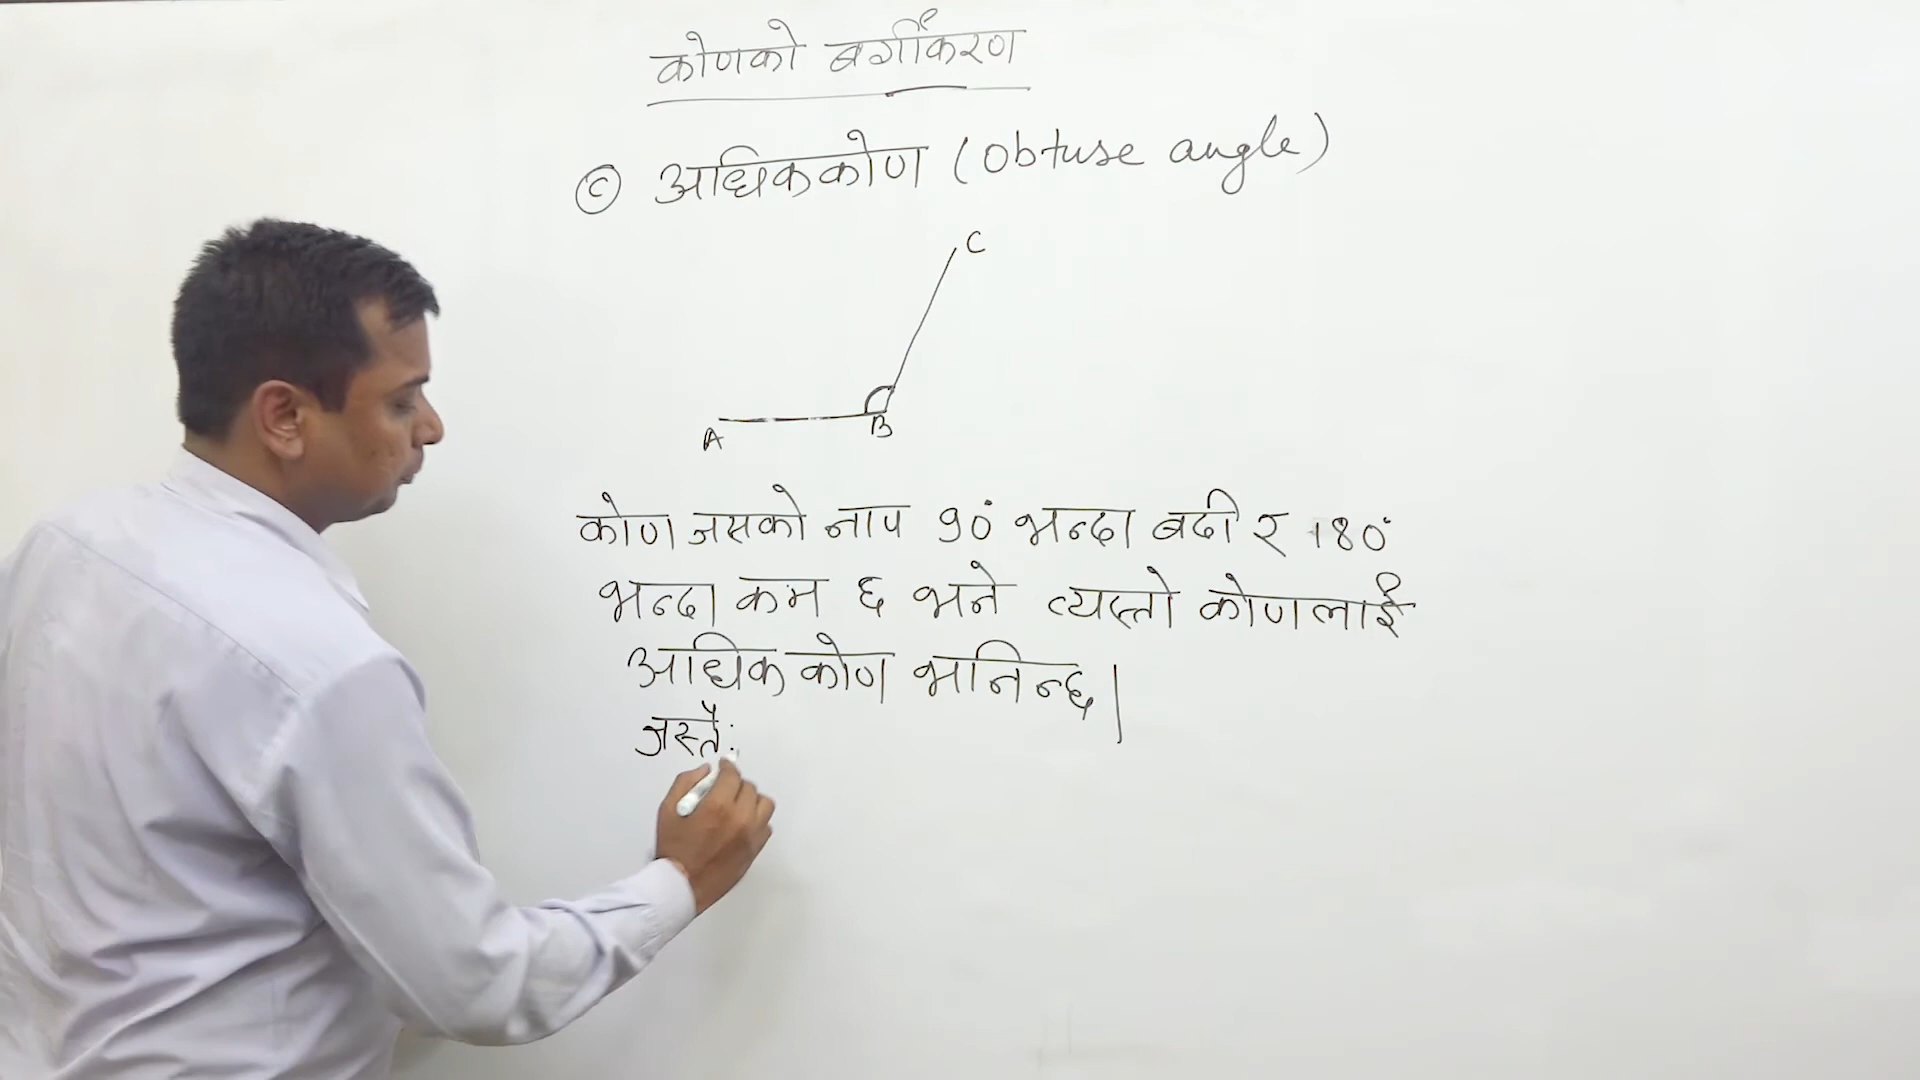 कोणको बर्गीकरण
ⓒ अधिककोण (Obtuse angle)
C
A B
कोण जसको नाप 90° भन्दा बढी र 180°
भन्दा कम छ भने त्यस्तो कोणलाई
अधिक कोण भनिन्छ|
जस्तै: